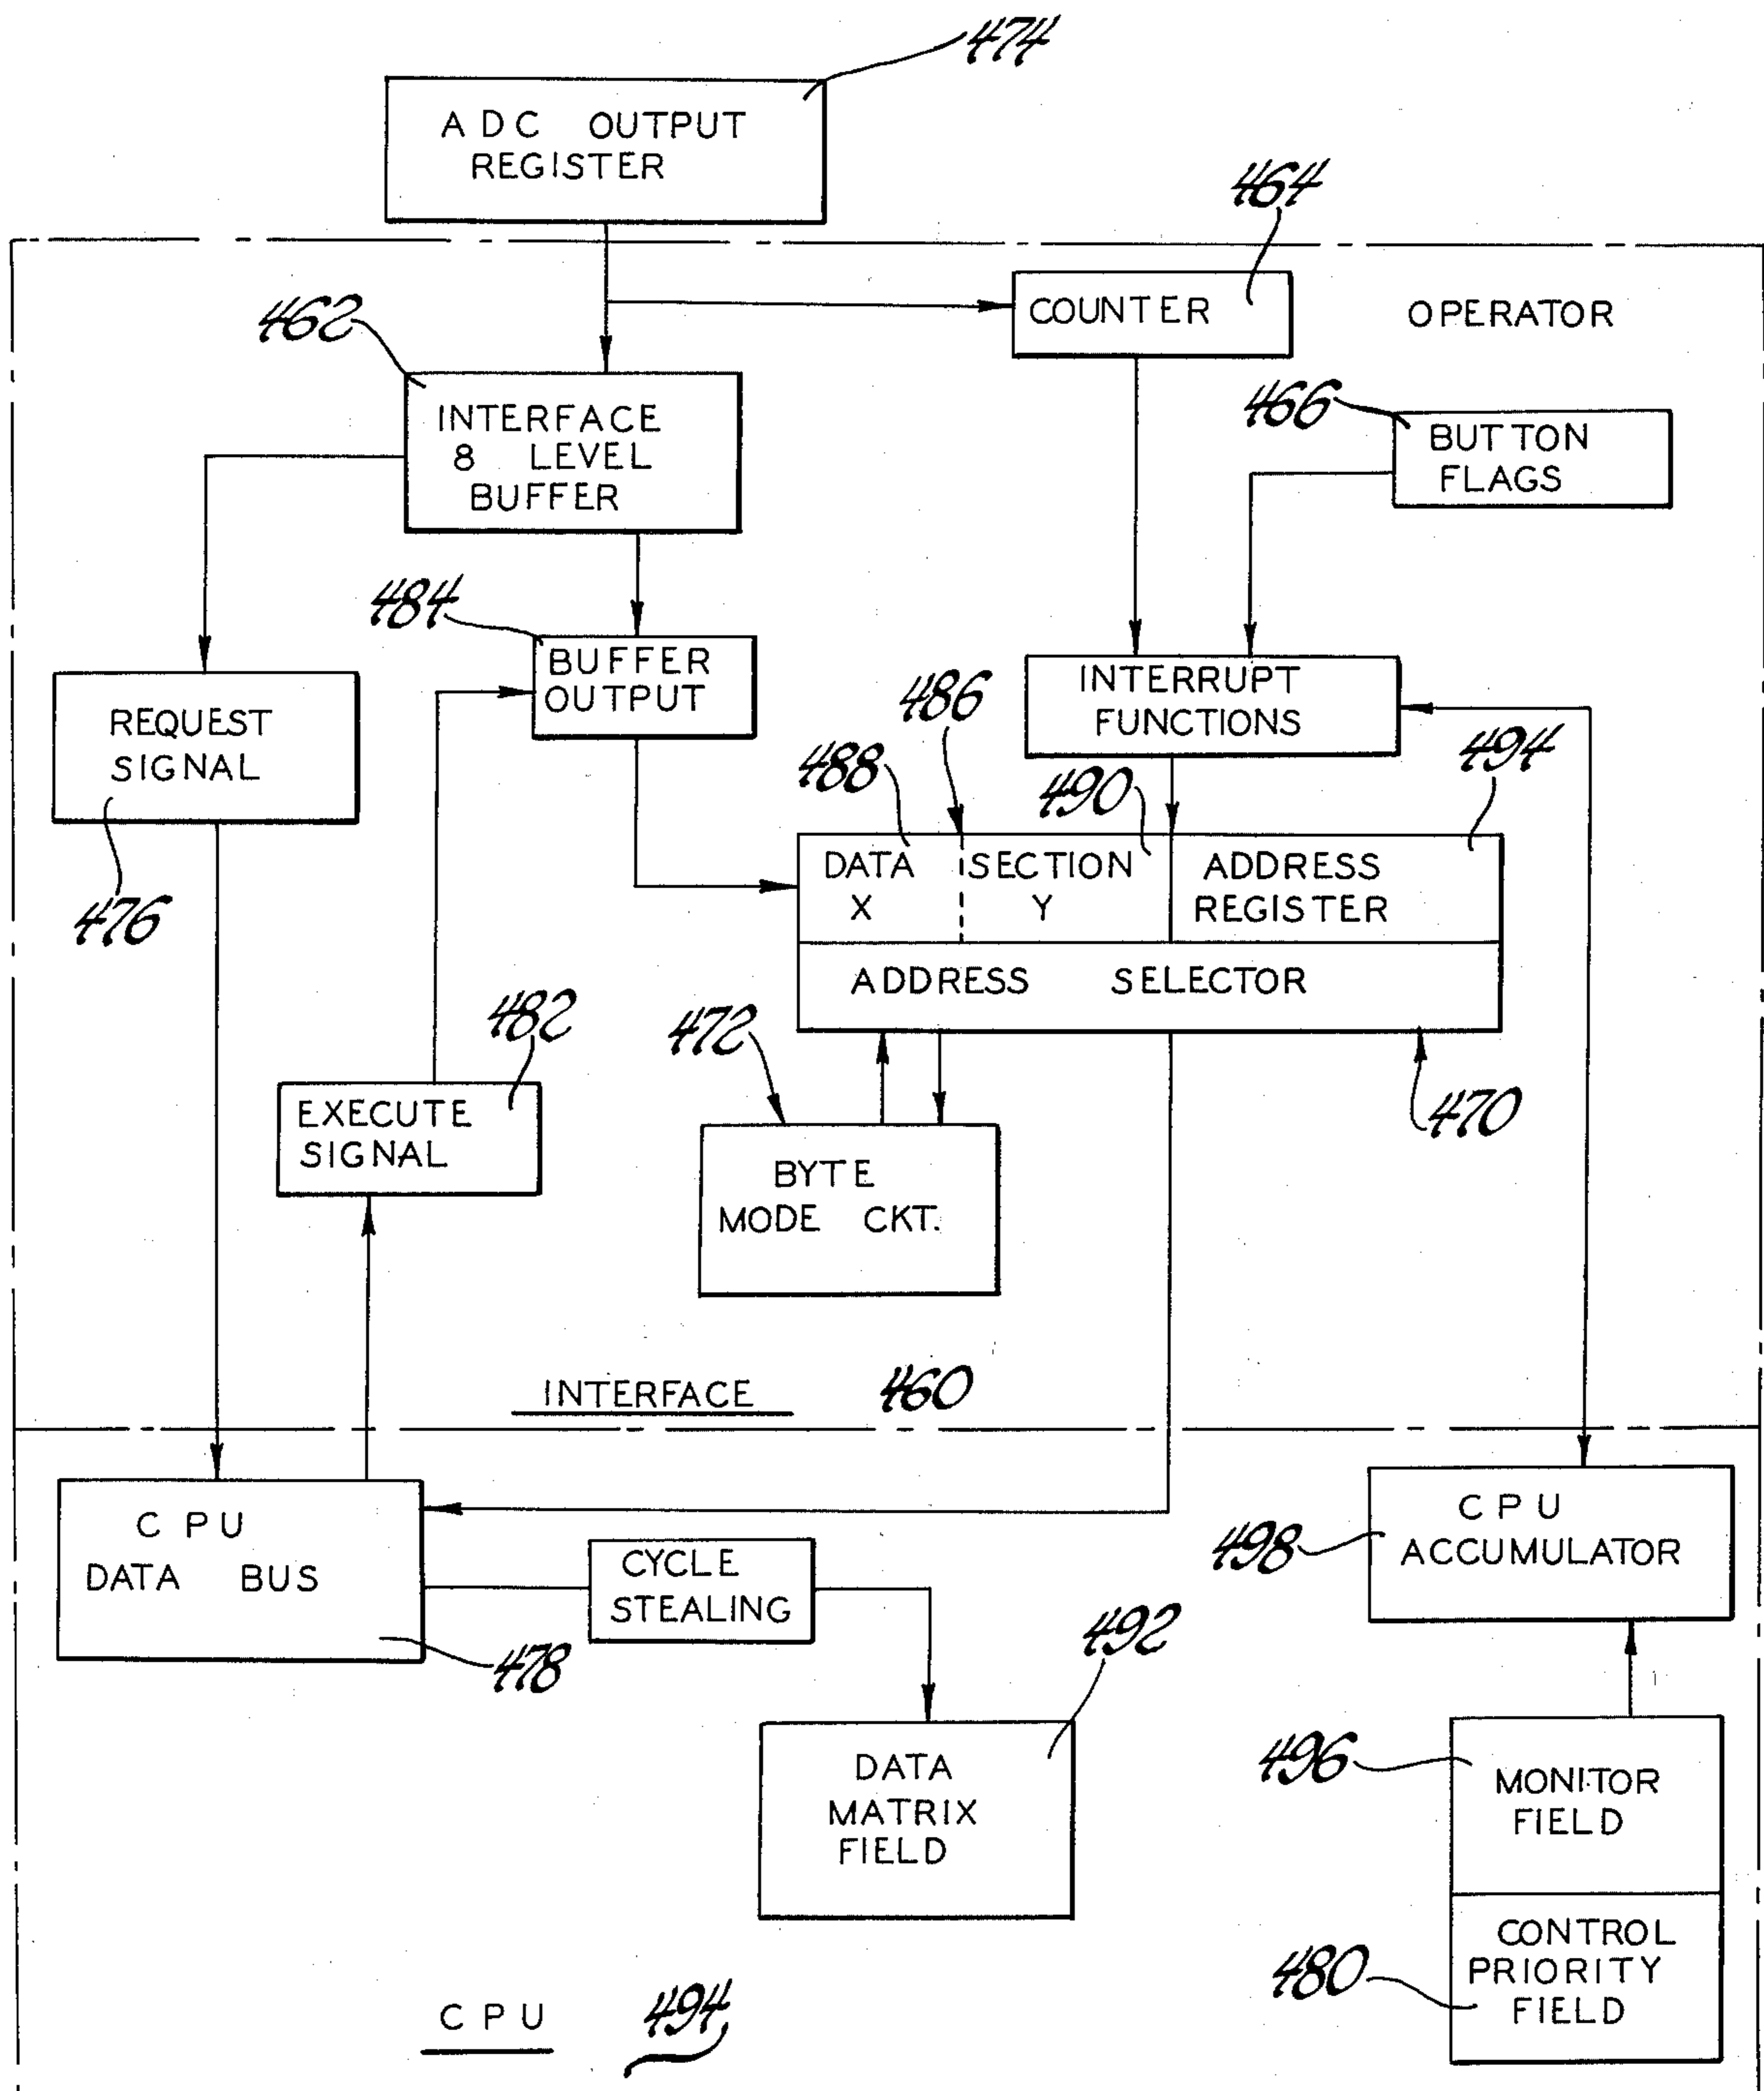 474
ADC OUTPUT
REGISTER
464
COUNTER
OPERATOR
462
INTERFACE
8 LEVEL
BUFFER
466
BUTTON
FLAGS
484
BUFFER
OUTPUT
REQUEST
SIGNAL
476
INTERRUPT
FUNCTIONS
486
488
490
494
DATA
X
SECTION
Y
ADDRESS
REGISTER
ADDRESS SELECTOR
470
472
BYTE
MODE CKT.
482
EXECUTE
SIGNAL
INTERFACE 460
CPU
DATA BUS
478
CYCLE
STEALING
492
DATA
MATRIX
FIELD
498
CPU
ACCUMULATOR
496
MONITOR
FIELD
480
CONTROL
PRIORITY
FIELD
CPU 494